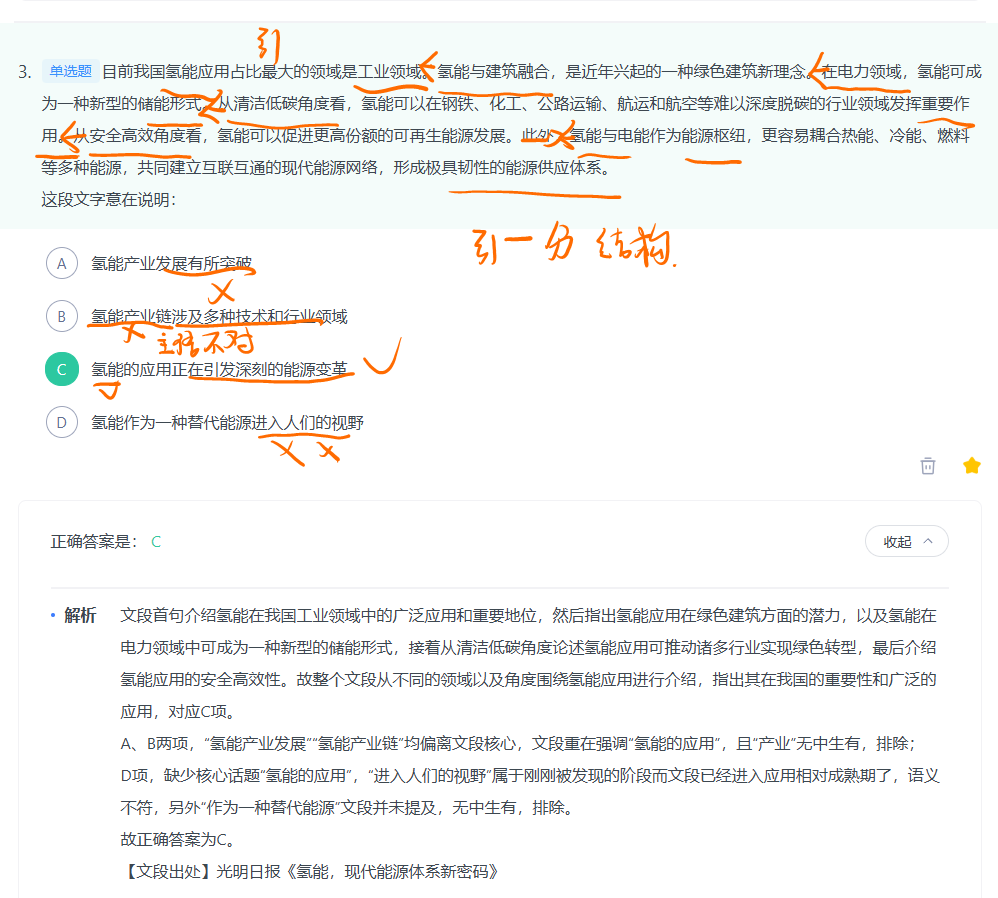 引
3. 单选题 目前我国氢能应用占比最大的领域是工业领域。氢能与建筑融合，是近年兴起的一种绿色建筑新理念。在电力领域，氢能可成
为一种新型的储能形式。从清洁低碳角度看，氢能可以在钢铁、化工、公路运输、航运和航空等难以深度脱碳的行业领域发挥重要作
用。从安全高效角度看，氢能可以促进更高份额的可再生能源发展。此外，氢能与电能作为能源枢纽，更容易耦合热能、冷能、燃料
等多种能源，共同建立互联互通的现代能源网络，形成极具韧性的能源供应体系。
这段文字意在说明：
引一分 结构.
A 氢能产业发展有所突破
B 氢能产业链涉及多种技术和行业领域
主语不对
C 氢能的应用正在引发深刻的能源变革
D 氢能作为一种替代能源进入人们的视野
正确答案是： C
收起
解析 文段首句介绍氢能在我国工业领域中的广泛应用和重要地位，然后指出氢能应用在绿色建筑方面的潜力，以及氢能在
电力领域中可成为一种新型的储能形式，接着从清洁低碳角度论述氢能应用可推动诸多行业实现绿色转型，最后介绍
氢能应用的安全高效性。故整个文段从不同的领域以及角度围绕氢能应用进行介绍，指出其在我国的重要性和广泛的
应用，对应C项。
A、B两项，“氢能产业发展”“氢能产业链”均偏离文段核心，文段重在强调“氢能的应用”，且“产业”无中生有，排除；
D项，缺少核心话题“氢能的应用”，“进入人们的视野”属于刚刚被发现的阶段而文段已经进入应用相对成熟期了，语义
不符，另外“作为一种替代能源”文段并未提及，无中生有，排除。
故正确答案为C。
【文段出处】光明日报《氢能，现代能源体系新密码》